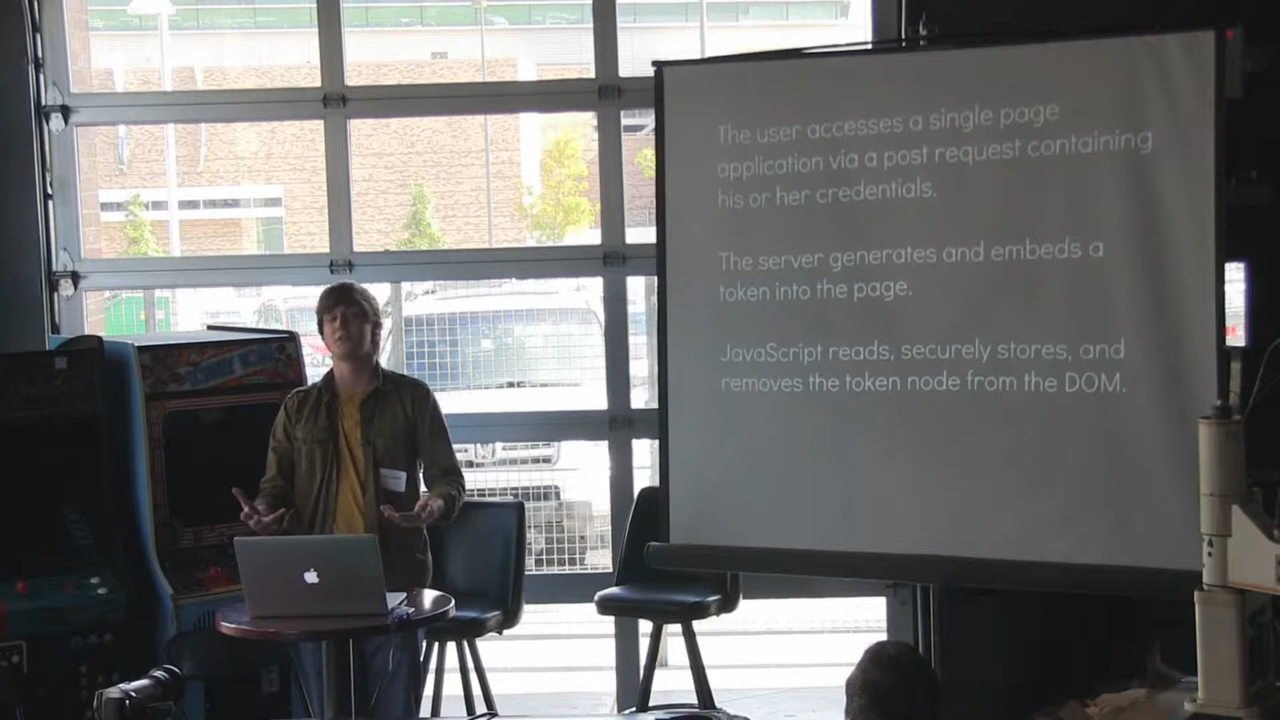 The user accesses a single page
application via a post request containing
his or her credentials.
The server generates and embeds a
token into the page.
JavaScript reads, securely stores, and
removes the token node from the DOM.